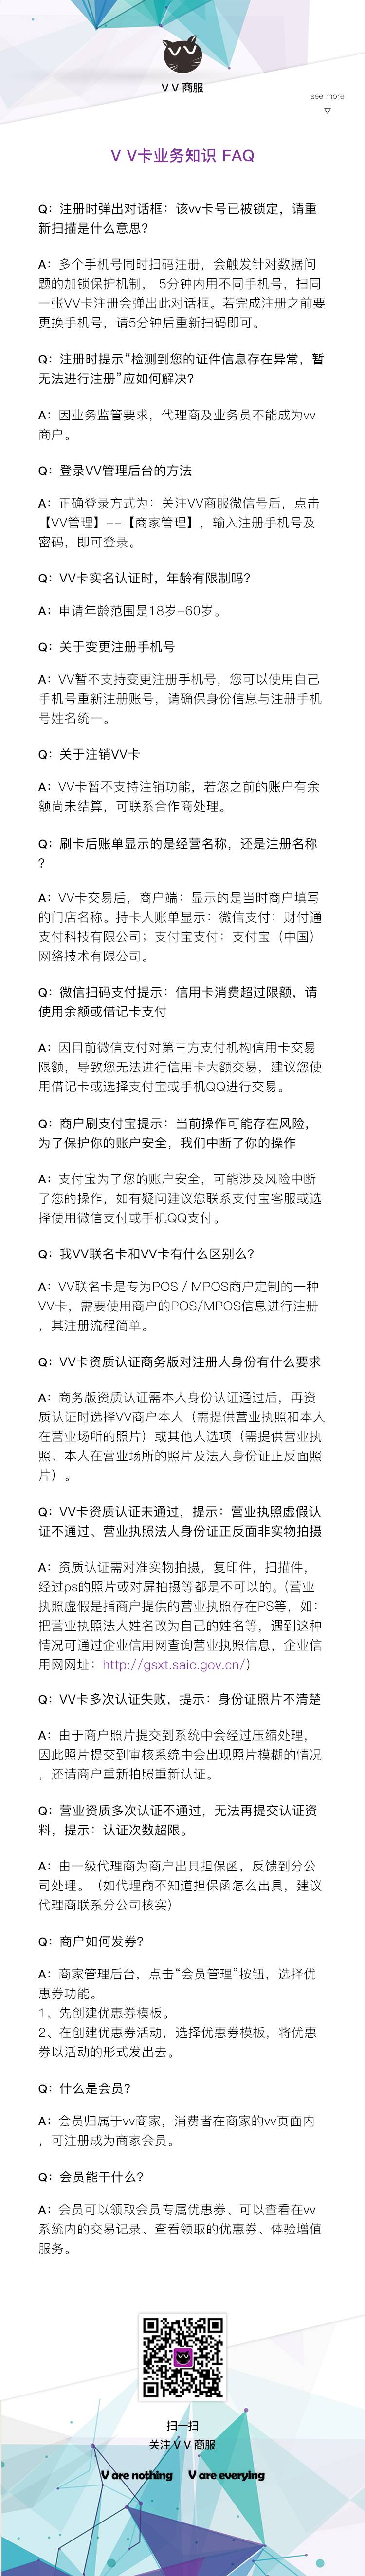 V V 商服
see more
V V卡业务知识 FAQ
Q：注册时弹出对话框：该vv卡号已被锁定，请重
新扫描是什么意思？
A：多个手机号同时扫码注册，会触发针对数据问
题的加锁保护机制， 5分钟内用不同手机号，扫同
一张VV卡注册会弹出此对话框。若完成注册之前要
更换手机号，请5分钟后重新扫码即可。
Q：注册时提示“检测到您的证件信息存在异常，暂
无法进行注册”应如何解决？
A：因业务监管要求，代理商及业务员不能成为vv
商户。
Q：登录VV管理后台的方法
A：正确登录方式为：关注VV商服微信号后，点击
【VV管理】--【商家管理】，输入注册手机号及
密码，即可登录。
Q：VV卡实名认证时，年龄有限制吗？
A：申请年龄范围是18岁-60岁。
Q：关于变更注册手机号
A：VV暂不支持变更注册手机号，您可以使用自己
手机号重新注册账号，请确保身份信息与注册手机
号姓名统一。
Q：关于注销VV卡
A：VV卡暂不支持注销功能，若您之前的账户有余
额尚未结算，可联系合作商处理。
Q：刷卡后账单显示的是经营名称，还是注册名称
？
A：VV卡交易后，商户端：显示的是当时商户填写
的门店名称。持卡人账单显示：微信支付：财付通
支付科技有限公司；支付宝支付：支付宝（中国）
网络技术有限公司。
Q：微信扫码支付提示：信用卡消费超过限额，请
使用余额或借记卡支付
A：因目前微信支付对第三方支付机构信用卡交易
限额，导致您无法进行信用卡大额交易，建议您使
用借记卡或选择支付宝或手机QQ进行交易。
Q：商户刷支付宝提示：当前操作可能存在风险，
为了保护你的账户安全，我们中断了你的操作
A：支付宝为了您的账户安全，可能涉及风险中断
了您的操作，如有疑问建议您联系支付宝客服或选
择使用微信支付或手机QQ支付。
Q：我VV联名卡和VV卡有什么区别么？
A：VV联名卡是专为POS / MPOS商户定制的一种
VV卡，需要使用商户的POS/MPOS信息进行注册
，其注册流程简单。
Q：VV卡资质认证商务版对注册人身份有什么要求
A：商务版资质认证需本人身份认证通过后，再资
质认证时选择VV商户本人（需提供营业执照和本人
在营业场所的照片）或其他人选项（需提供营业执
照、本人在营业场所的照片及法人身份证正反面照
片）。
Q：VV卡资质认证未通过，提示：营业执照虚假认
证不通过、营业执照法人身份证正反面非实物拍摄
A：资质认证需对准实物拍摄，复印件，扫描件，
经过ps的照片或对屏拍摄等都是不可以的。（营业
执照虚假是指商户提供的营业执照存在PS等，如：
把营业执照法人姓名改为自己的姓名等，遇到这种
情况可通过企业信用网查询营业执照信息，企业信
用网网址：http://gsxt.saic.gov.cn/）
Q：VV卡多次认证失败，提示：身份证照片不清楚
A：由于商户照片提交到系统中会经过压缩处理，
因此照片提交到审核系统中会出现照片模糊的情况
，还请商户重新拍照重新认证。
Q：营业资质多次认证不通过，无法再提交认证资
料，提示：认证次数超限。
A：由一级代理商为商户出具担保函，反馈到分公
司处理。（如代理商不知道担保函怎么出具，建议
代理商联系分公司核实）
Q：商户如何发券？
A：商家管理后台，点击“会员管理”按钮，选择优
惠券功能。
1、先创建优惠券模板。
2、在创建优惠券活动，选择优惠券模板，将优惠
券以活动的形式发出去。
Q：什么是会员？
A：会员归属于vv商家，消费者在商家的vv页面内
，可注册成为商家会员。
Q：会员能干什么？
A：会员可以领取会员专属优惠券、可以查看在vv
系统内的交易记录、查看领取的优惠券、体验增值
服务。
扫一扫
关注 V V 商服
V are nothing V are everying